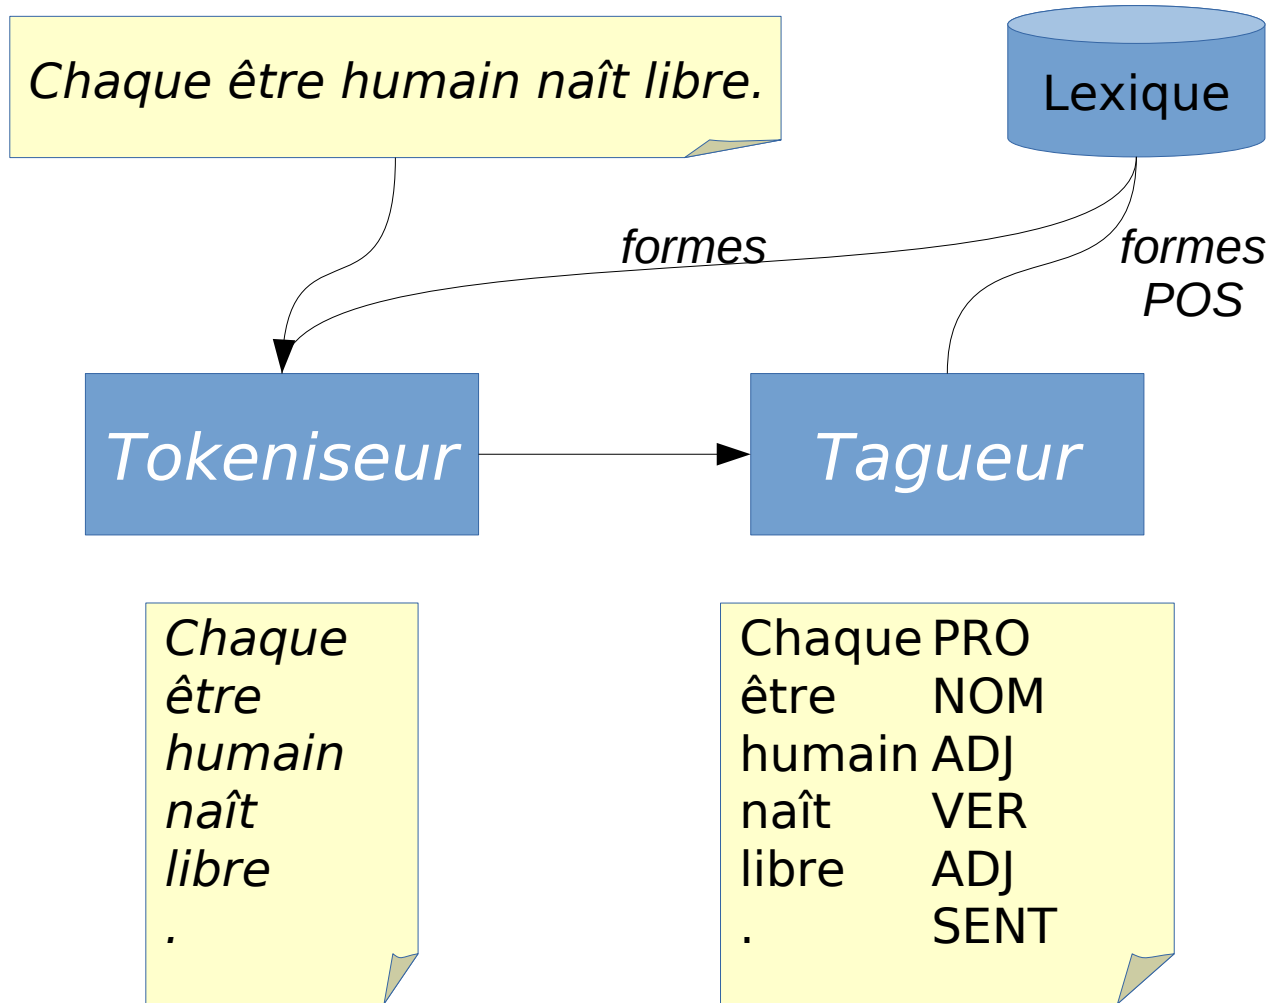 Chaque être humain naît libre.
Lexique
formes
formes
POS
Tokeniseur
Tagueur
Chaque
être
humain
naît
libre
.
Chaque PRO
être NOM
humain ADJ
naît VER
libre ADJ
. SENT